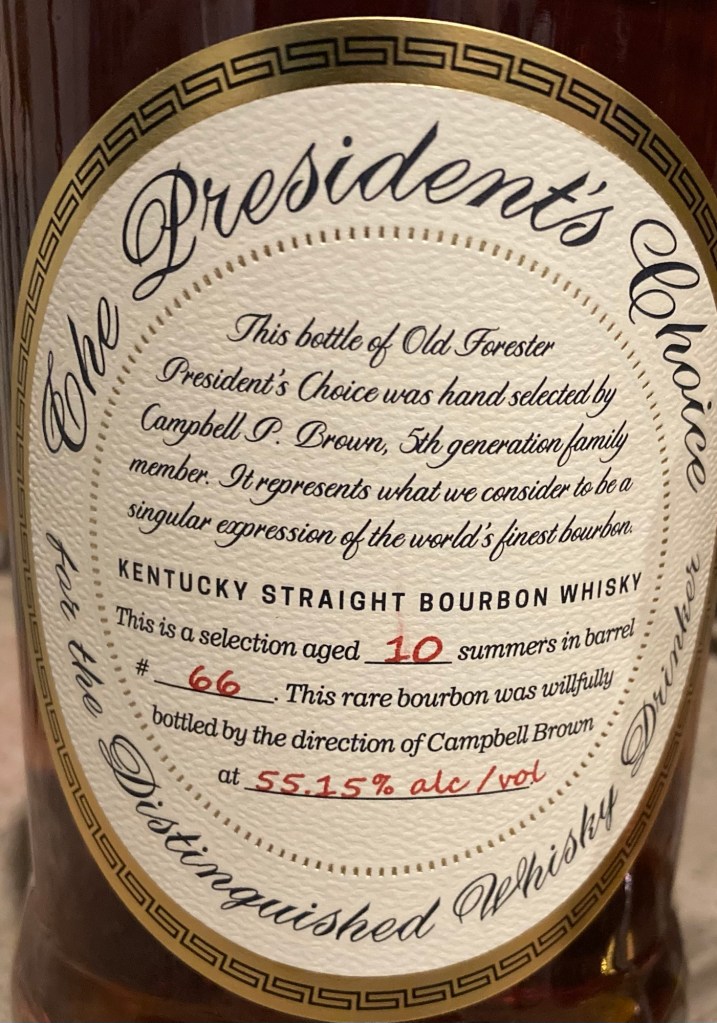 The President's Choice
This bottle of Old Forester
President's Choice was hand selected by
Campbell P. Brown, 5th generation family
member. It represents what we consider to be a
singular expression of the world's finest bourbon.
KENTUCKY STRAIGHT BOURBON WHISKY
This is a selection aged 10 summers in barrel
# 66. This rare bourbon was willfully
bottled by the direction of Campbell Brown
at 55.15% alc/vol
for the Distinguished Whisky Drinker